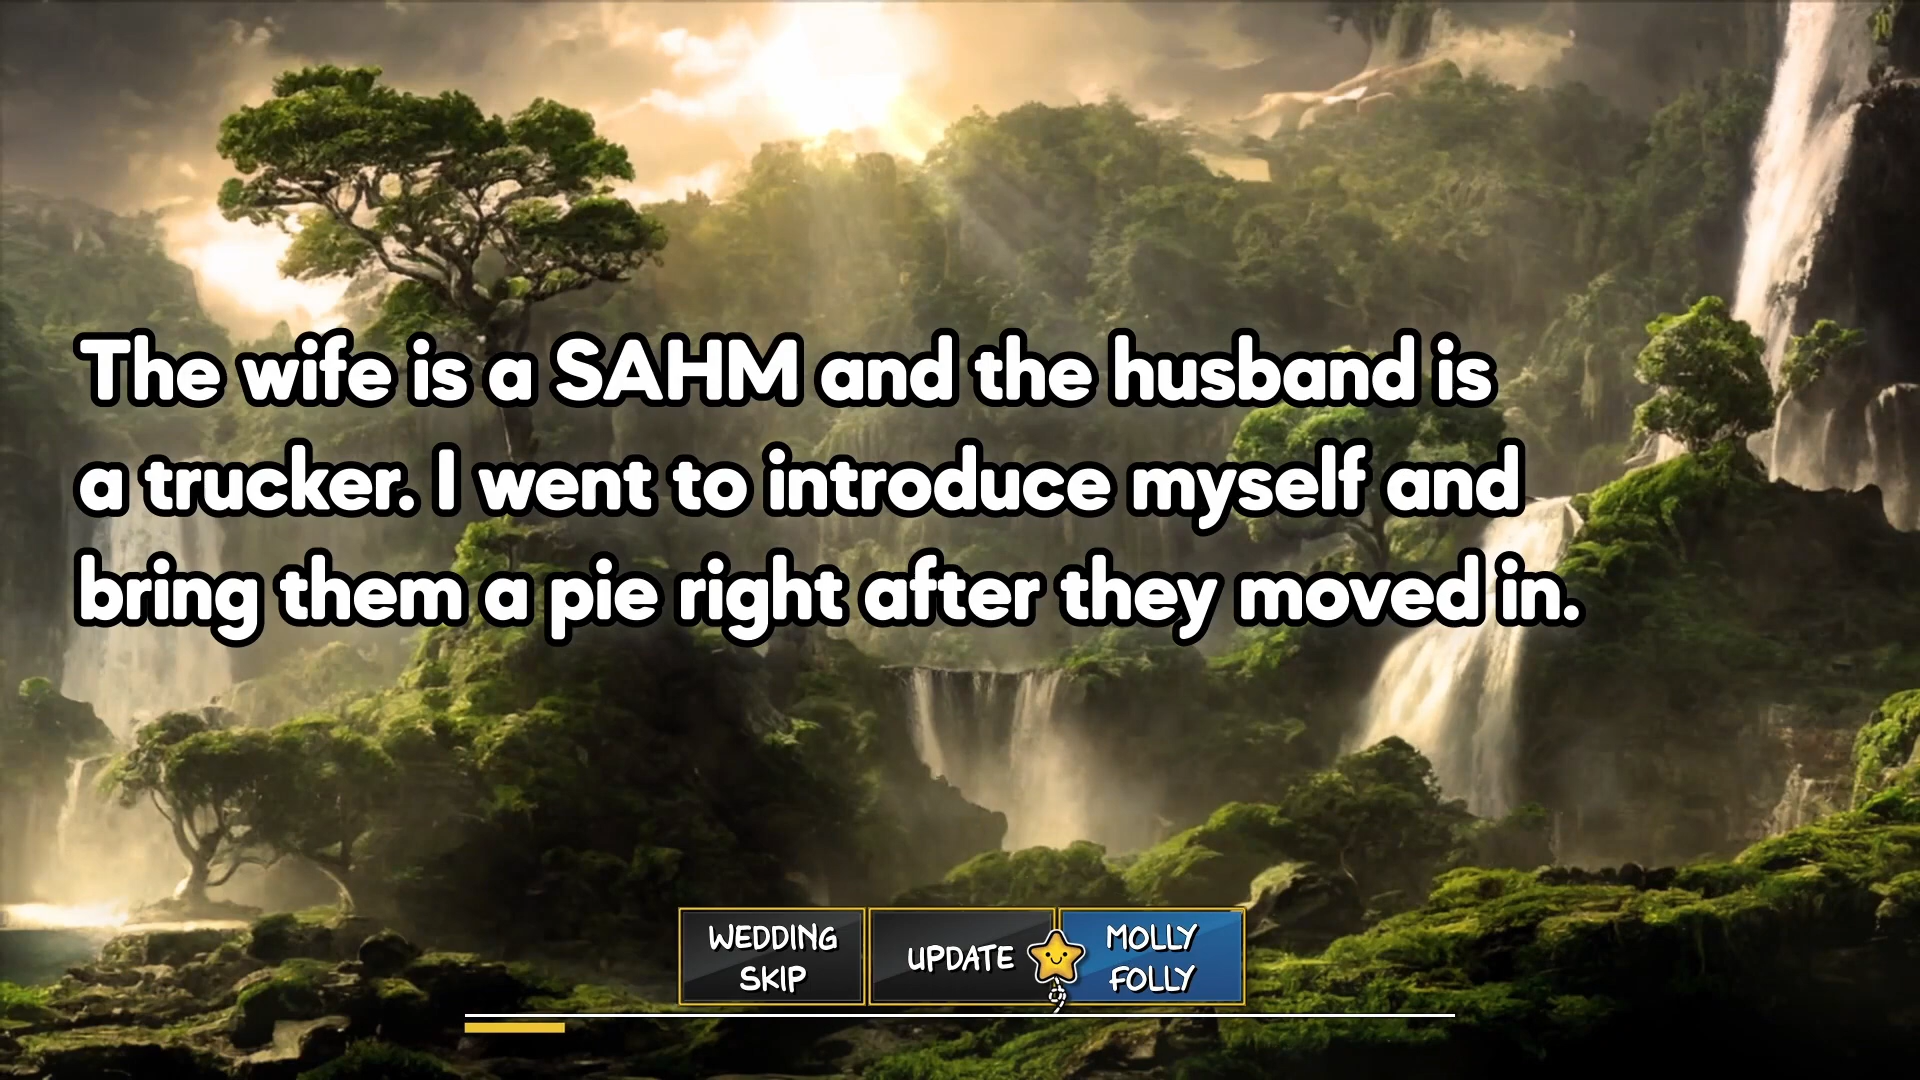 The wife is a SAHM and the husband is
a trucker. I went to introduce myself and
bring them a pie right after they moved in.
WEDDING
SKIP
UPDATE
MOLLY
FOLLY